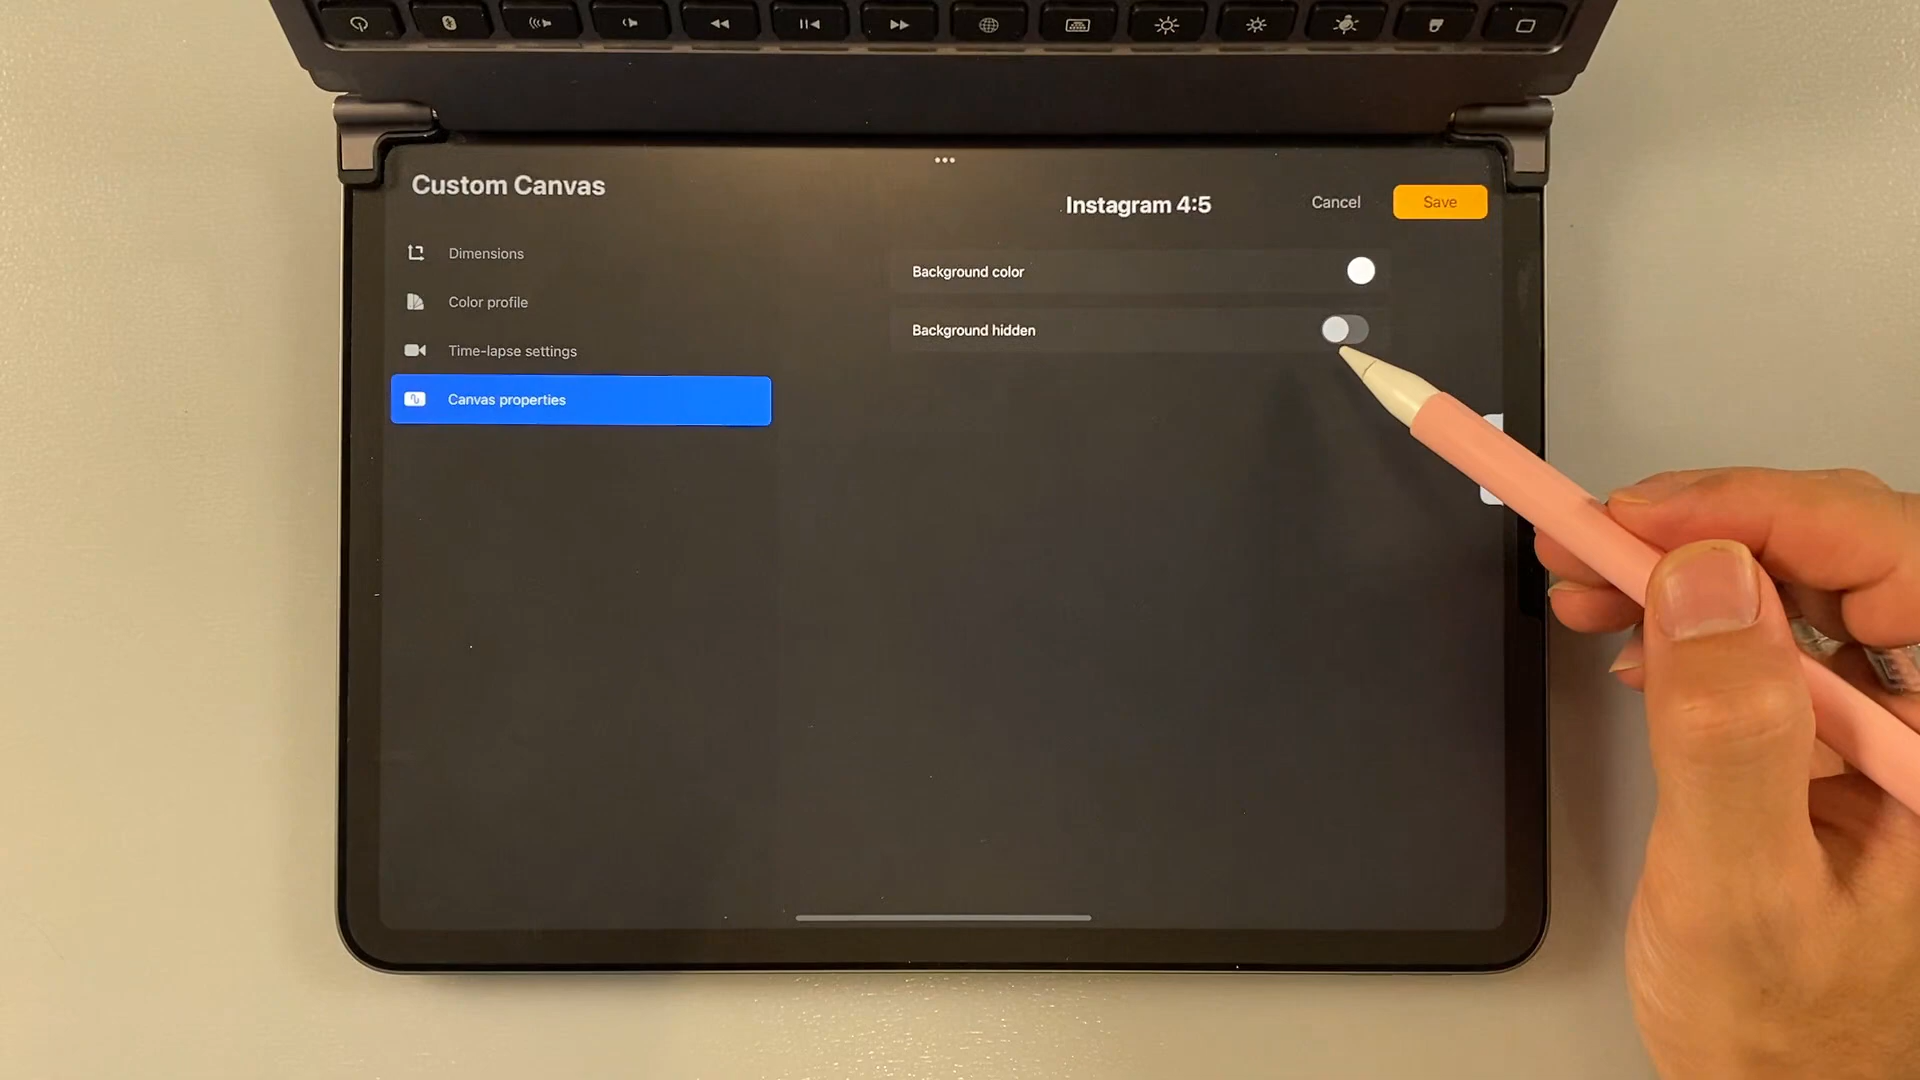 Custom Canvas
Instagram 4:5
Cancel
Save
Dimensions
Color profile
Time-lapse settings
Canvas properties
Background color
Background hidden